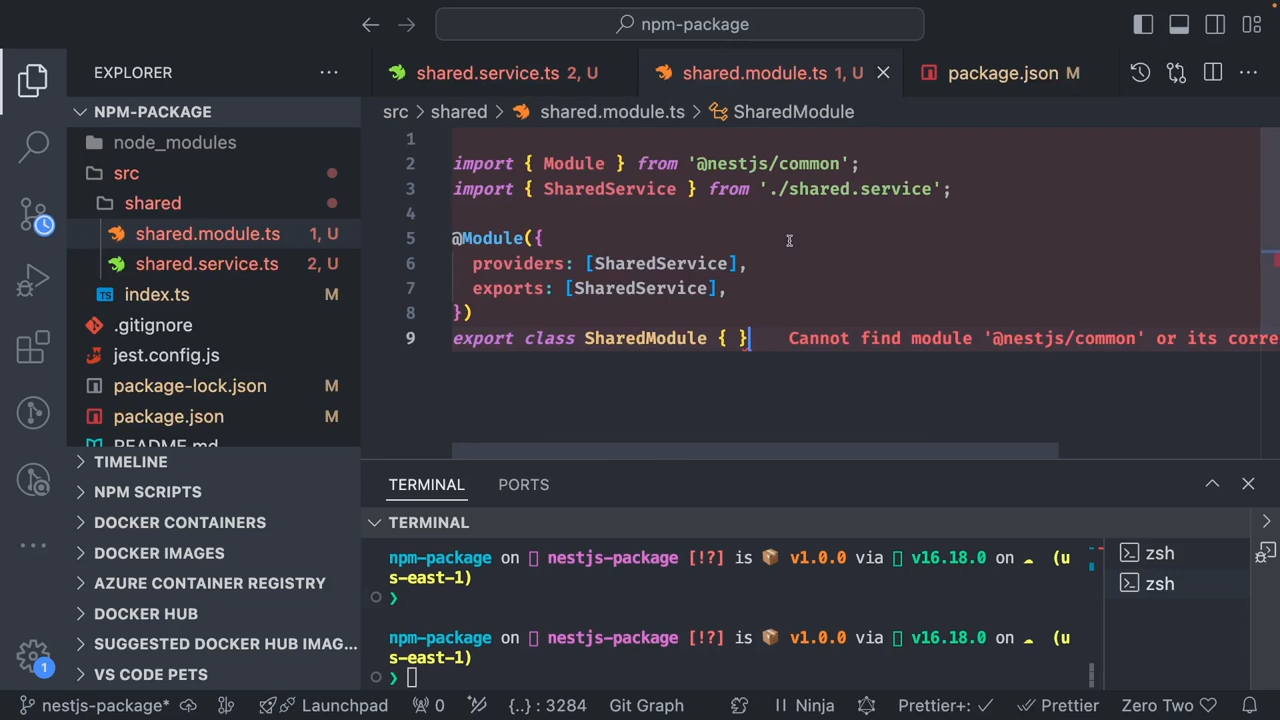 npm-package
EXPLORER
shared.service.ts 2, U
shared.module.ts 1, U
package.json M
NPM-PACKAGE
src > shared > shared.module.ts > SharedModule
node_modules
src
shared
shared.module.ts 1, U
shared.service.ts 2, U
TS index.ts M
.gitignore
jest.config.js
package-lock.json M
package.json M
README.md
TIMELINE
NPM SCRIPTS
DOCKER CONTAINERS
DOCKER IMAGES
AZURE CONTAINER REGISTRY
DOCKER HUB
SUGGESTED DOCKER HUB IMAG...
VS CODE PETS
1
1
2 import { Module } from '@nestjs/common';
3 import { SharedService } from './shared.service';
4
5 @Module({
6 providers: [SharedService],
7 exports: [SharedService],
8 })
9 export class SharedModule { } Cannot find module '@nestjs/common' or its corre
TERMINAL PORTS
TERMINAL
npm-package on nestjs-package [!?] is 📦 v1.0.0 via v16.18.0 on ☁ (u
s-east-1)
❯
npm-package on nestjs-package [!?] is 📦 v1.0.0 via v16.18.0 on ☁ (u
s-east-1)
❯
zsh
zsh
nestjs-package* Launchpad 0 {..} : 3284 Git Graph Ninja Prettier+: ✓ Prettier Zero Two